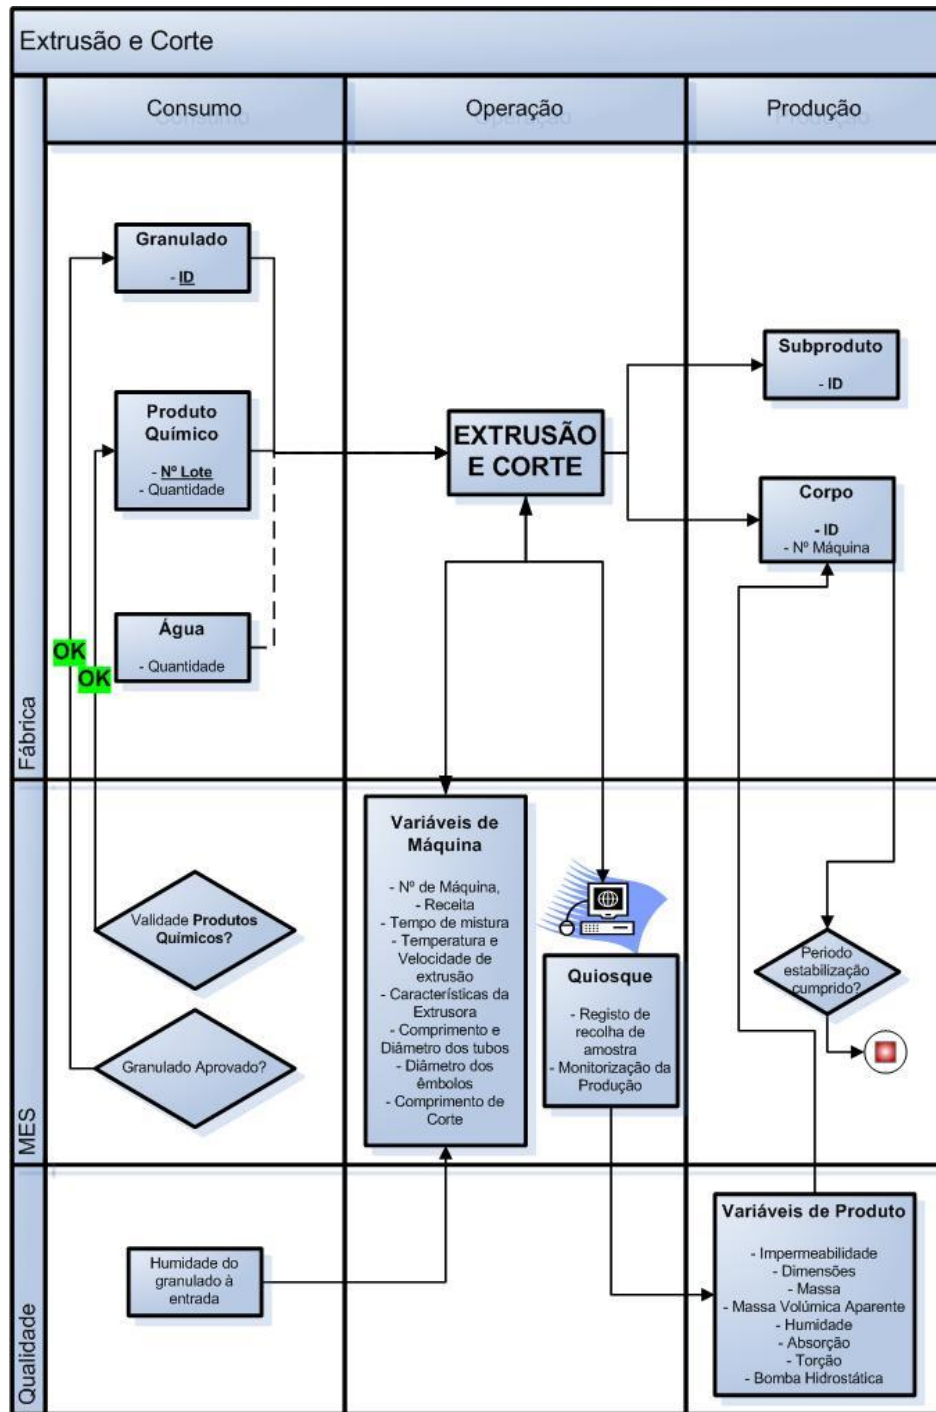 Extrusão e Corte
Consumo
Operação
Produção
Fábrica
Granulado
- ID
Produto
Químico
- Nº Lote
- Quantidade
Água
- Quantidade
OK
OK
EXTRUSÃO
E CORTE
Subproduto
- ID
Corpo
- ID
- Nº Máquina
MES
Validade Produtos
Químicos?
Granulado Aprovado?
Variáveis de
Máquina
- Nº de Máquina,
- Receita
- Tempo de mistura
- Temperatura e
Velocidade de
extrusão
- Características da
Extrusora
- Comprimento e
Diâmetro dos tubos
- Diâmetro dos
êmbolos
- Comprimento de
Corte
Quiosque
- Registo de
recolha de
amostra
- Monitorização da
Produção
Periodo
estabilização
cumprido?
Qualidade
Humidade do
granulado à
entrada
Variáveis de Produto
- Impermeabilidade
- Dimensões
- Massa
- Massa Volúmica Aparente
- Humidade
- Absorção
- Torção
- Bomba Hidrostática